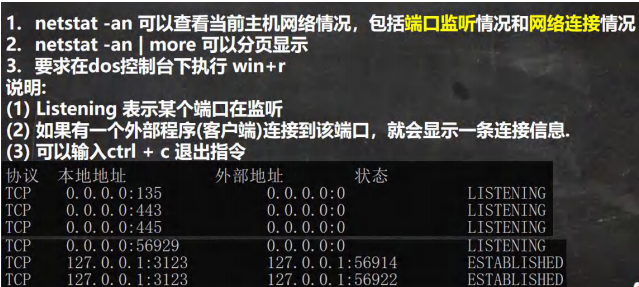 1. netstat -an 可以查看当前主机网络情况，包括端口监听情况和网络连接情况
2. netstat -an | more 可以分页显示
3. 要求在dos控制台下执行 win+r
说明:
(1) Listening 表示某个端口在监听
(2) 如果有一个外部程序(客户端)连接到该端口，就会显示一条连接信息.
(3) 可以输入ctrl + c 退出指令
协议 本地地址 外部地址 状态
TCP 0.0.0.0:135 0.0.0.0:0 LISTENING
TCP 0.0.0.0:443 0.0.0.0:0 LISTENING
TCP 0.0.0.0:445 0.0.0.0:0 LISTENING
TCP 0.0.0.0:56929 0.0.0.0:0 LISTENING
TCP 127.0.0.1:3123 127.0.0.1:56914 ESTABLISHED
TCP 127.0.0.1:3123 127.0.0.1:56922 ESTABLISHED